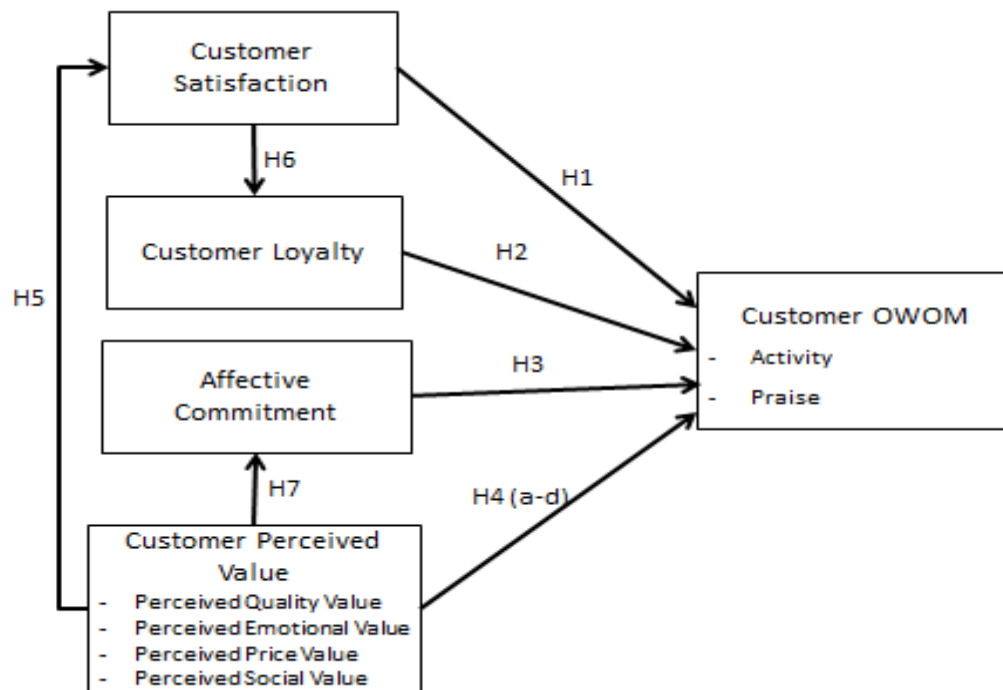 Customer
Satisfaction
H6
H1
Customer Loyalty
H2
H5
Customer OWOM
- Activity
- Praise
Affective
Commitment
H3
H7
H4 (a-d)
Customer Perceived
Value
- Perceived Quality Value
- Perceived Emotional Value
- Perceived Price Value
- Perceived Social Value